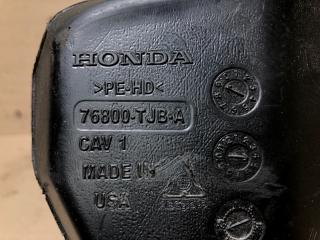 HONDA
>PE-HD<
76800-TJB-A
CAV 1
MADE IN
USA